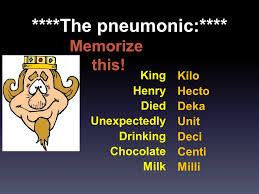 ****The pneumonic:****
Memorize
this!
King Kilo
Henry Hecto
Died Deka
Unexpectedly Unit
Drinking Deci
Chocolate Centi
Milk Milli